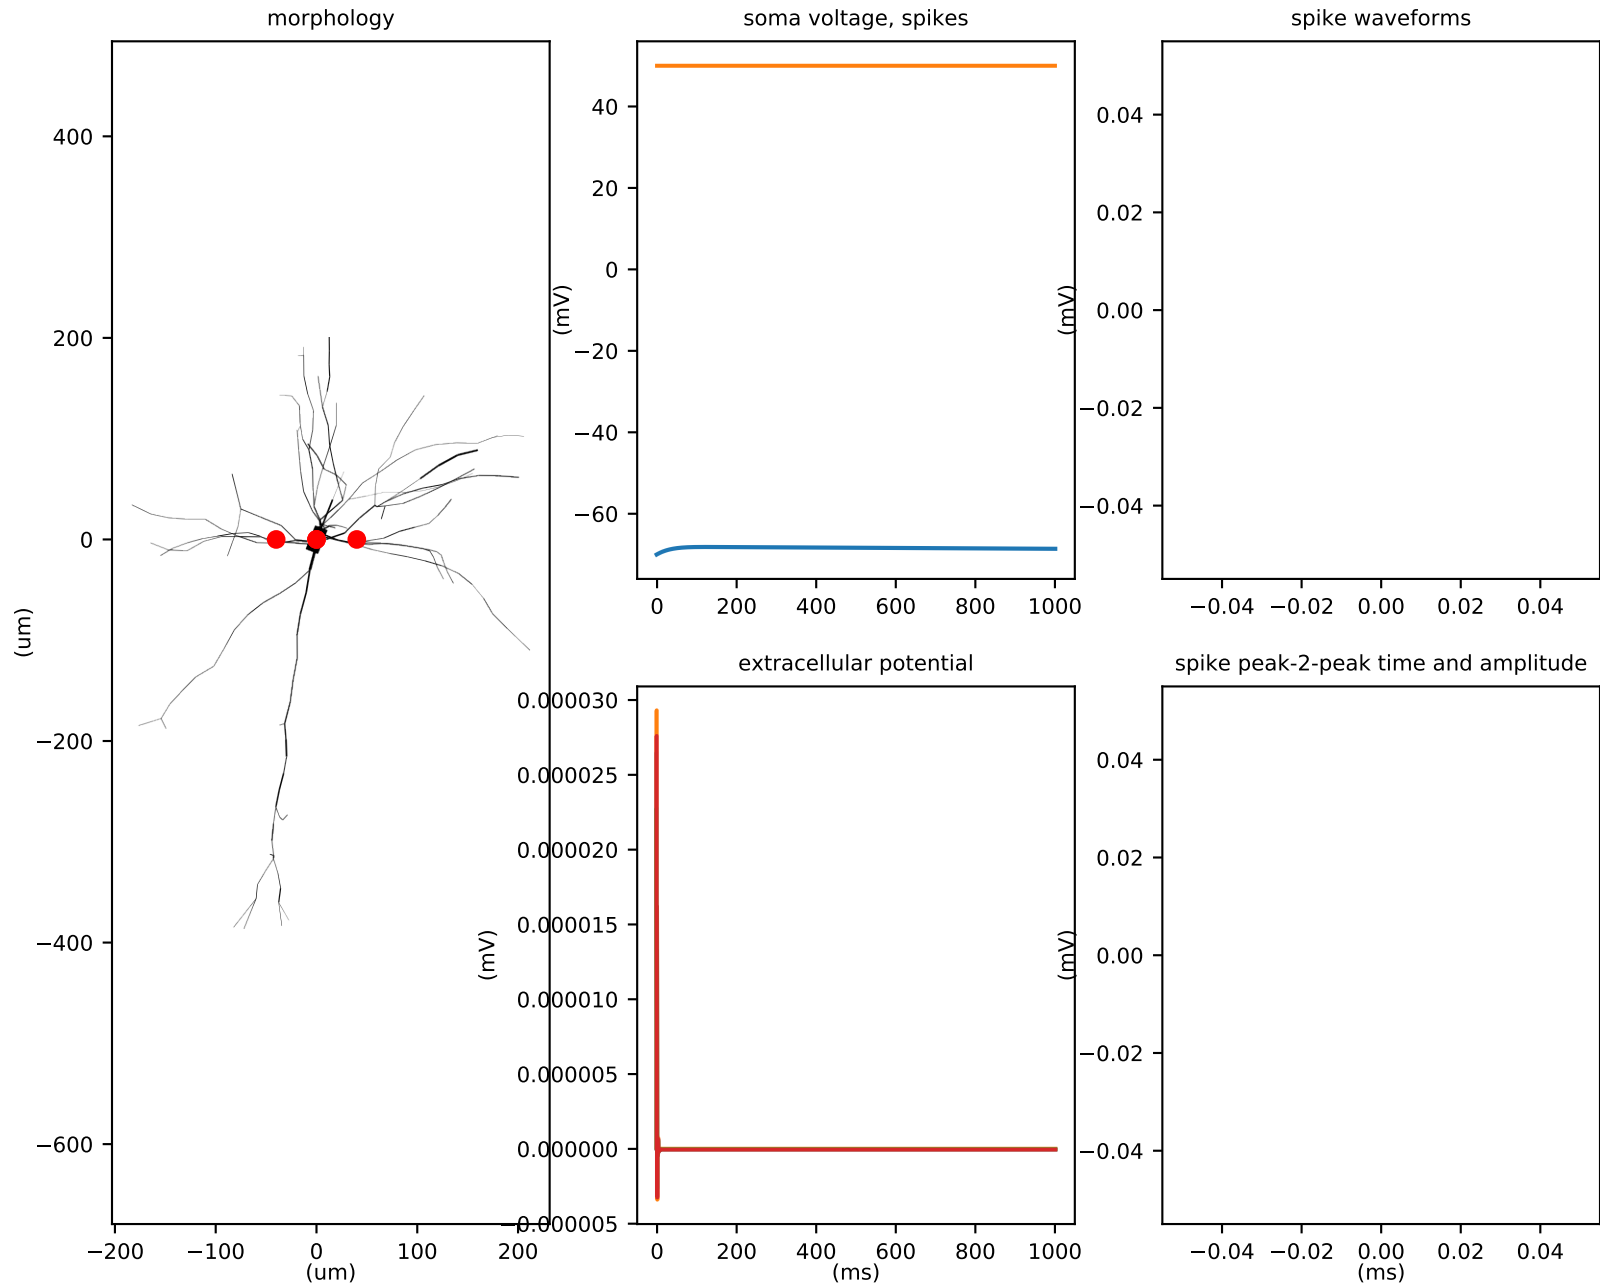 morphology
400
200
0
−200
−400
−600
(um)
−200 −100 0 100 200
(um)
soma voltage, spikes
40
20
0
−20
−40
−60
(mV)
0 200 400 600 800 1000
spike waveforms
0.04
0.02
0.00
−0.02
−0.04
(mV)
−0.04 −0.02 0.00 0.02 0.04
extracellular potential
0.000030
0.000025
0.000020
0.000015
0.000010
0.000005
0.000000
−0.000005
(mV)
0 200 400 600 800 1000
(ms)
spike peak-2-peak time and amplitude
0.04
0.02
0.00
−0.02
−0.04
(mV)
−0.04 −0.02 0.00 0.02 0.04
(ms)